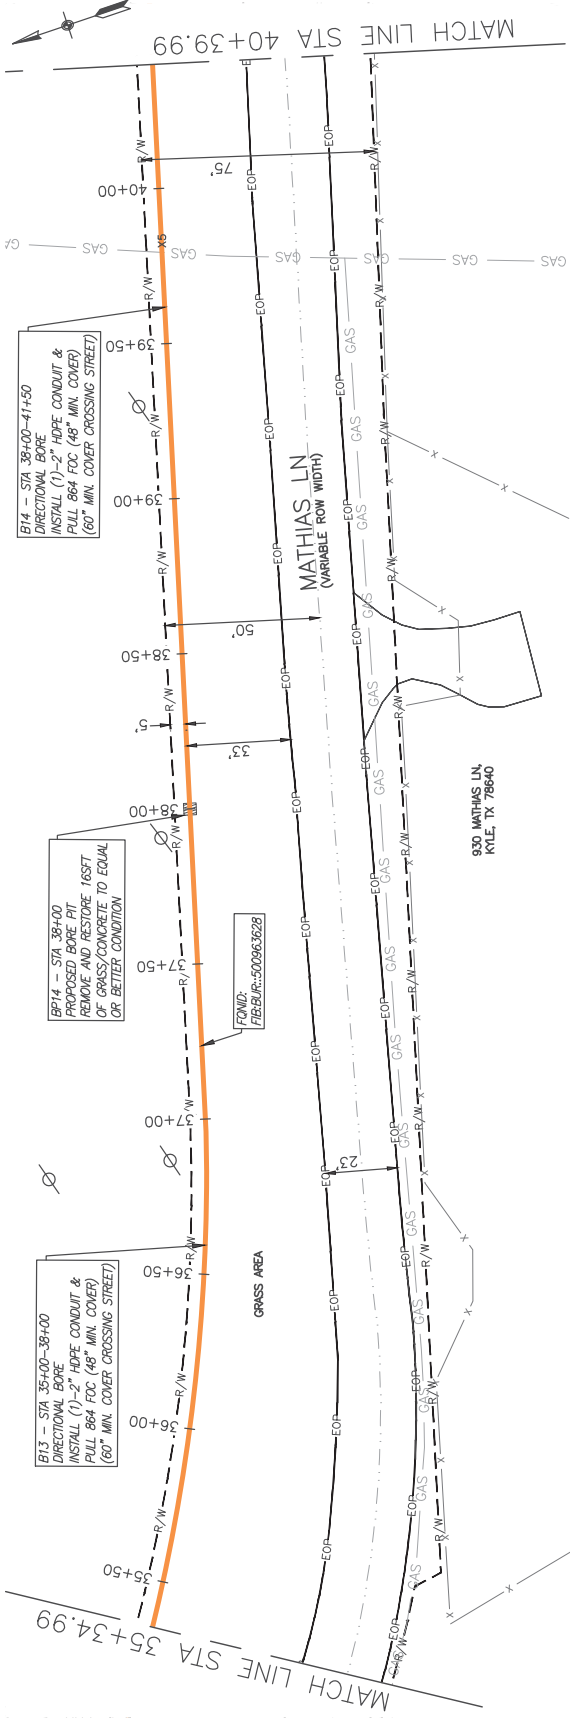 MATCH LINE STA 40+39.99
R/W
75'
40+00
EOP
X5
GAS GAS GAS GAS GAS GAS GAS
39+50
B14 - STA 38+00-41+50
DIRECTIONAL BORE
INSTALL (1)-2" HDPE CONDUIT &
PULL 864 FOC (48" MIN. COVER)
(60" MIN. COVER CROSSING STREET)
39+00
MATHIAS LN
(VARIABLE ROW WIDTH)
50'
38+50
5'
33'
38+00
BP14 - STA 38+00
PROPOSED BORE PIT
REMOVE AND RESTORE 16SFT
OF GRASS/CONCRETE TO EQUAL
OR BETTER CONDITION
930 MATHIAS LN,
KYLE, TX 78640
37+50
FQNID:
FIB:BUR::500963628
37+00
23'
36+50
B13 - STA 35+00-38+00
DIRECTIONAL BORE
INSTALL (1)-2" HDPE CONDUIT &
PULL 864 FOC (48" MIN. COVER)
(60" MIN. COVER CROSSING STREET)
GRASS AREA
36+00
35+50
MATCH LINE STA 35+34.99